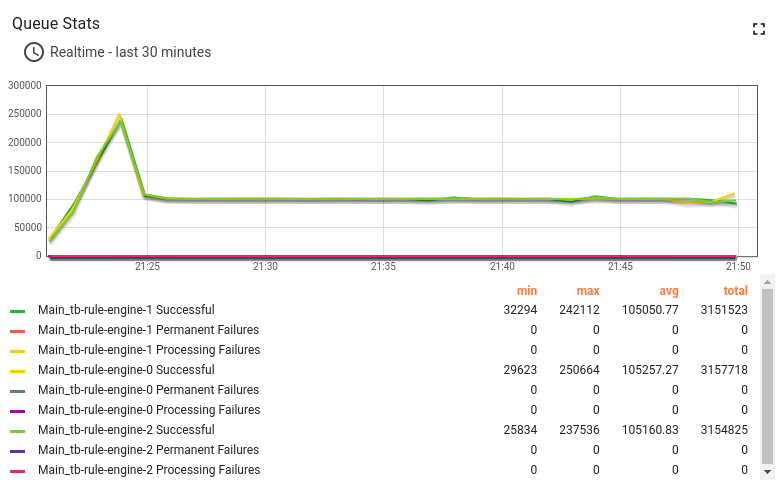 Queue Stats
Realtime - last 30 minutes
300000
250000
200000
150000
100000
50000
0
21:25 21:30 21:35 21:40 21:45 21:50
min max avg total
Main_tb-rule-engine-1 Successful 32294 242112 105050.77 3151523
Main_tb-rule-engine-1 Permanent Failures 0 0 0 0
Main_tb-rule-engine-1 Processing Failures 0 0 0 0
Main_tb-rule-engine-0 Successful 29623 250664 105257.27 3157718
Main_tb-rule-engine-0 Permanent Failures 0 0 0 0
Main_tb-rule-engine-0 Processing Failures 0 0 0 0
Main_tb-rule-engine-2 Successful 25834 237536 105160.83 3154825
Main_tb-rule-engine-2 Permanent Failures 0 0 0 0
Main_tb-rule-engine-2 Processing Failures 0 0 0 0